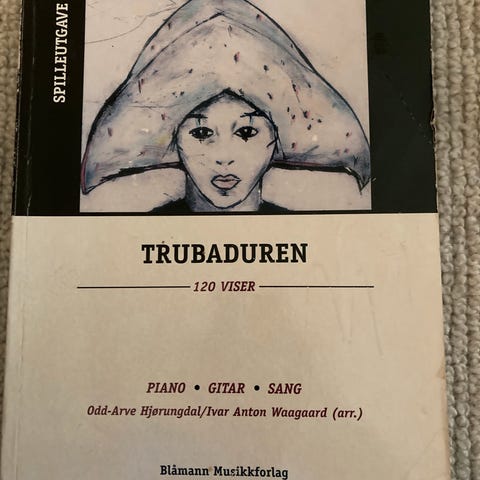 SPILLEUTGAVE
TRUBADUREN
120 VISER
PIANO • GITAR • SANG
Odd-Arve Hjørungdal/Ivar Anton Waagaard (arr.)
Blåmann Musikkforlag